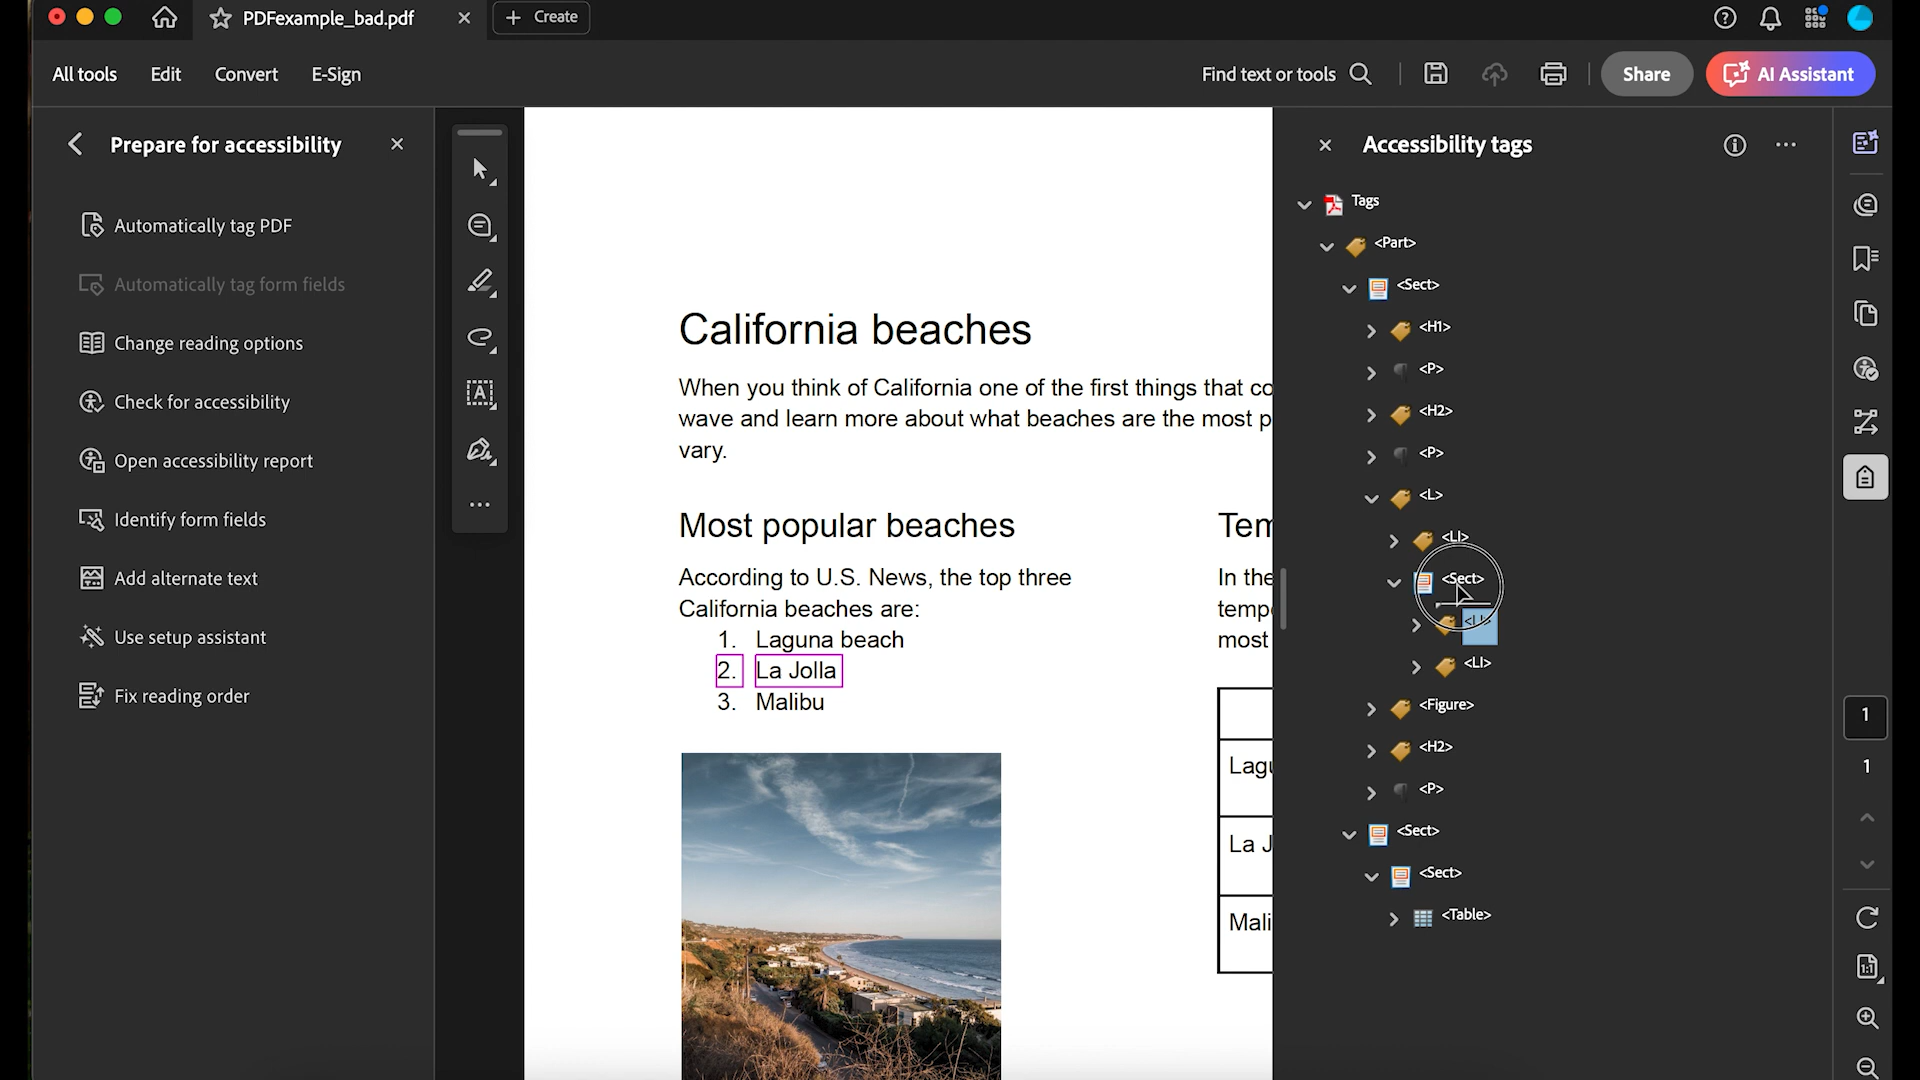 PDFexample_bad.pdf
Create
All tools
Edit
Convert
E-Sign
Find text or tools
Share
AI Assistant
Prepare for accessibility
Automatically tag PDF
Automatically tag form fields
Change reading options
Check for accessibility
Open accessibility report
Identify form fields
Add alternate text
Use setup assistant
Fix reading order
California beaches
When you think of California one of the first things that co
wave and learn more about what beaches are the most p
vary.
Most popular beaches
According to U.S. News, the top three
California beaches are:
1. Laguna beach
2. La Jolla
3. Malibu
Tem
In the
temp
most
Lagu
La J
Mali
Accessibility tags
Tags
<Part>
<Sect>
<H1>
<P>
<H2>
<P>
<L>
<LI>
<Sect>
<LI>
<Figure>
<H2>
<P>
<Sect>
<Sect>
<Table>
1
1
1:1